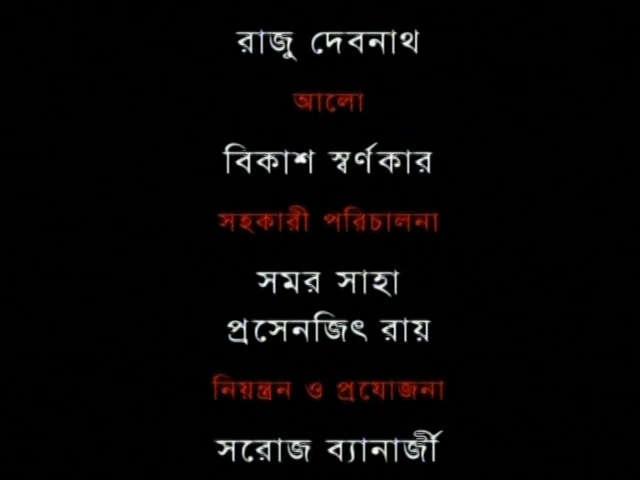 রাজু দেবনাথ
আলো
বিকাশ স্বর্ণকার
সহকারী পরিচালনা
সমর সাহা
প্রসেনজিৎ রায়
নিয়ন্ত্রন ও প্রযোজনা
সরোজ ব্যানার্জী